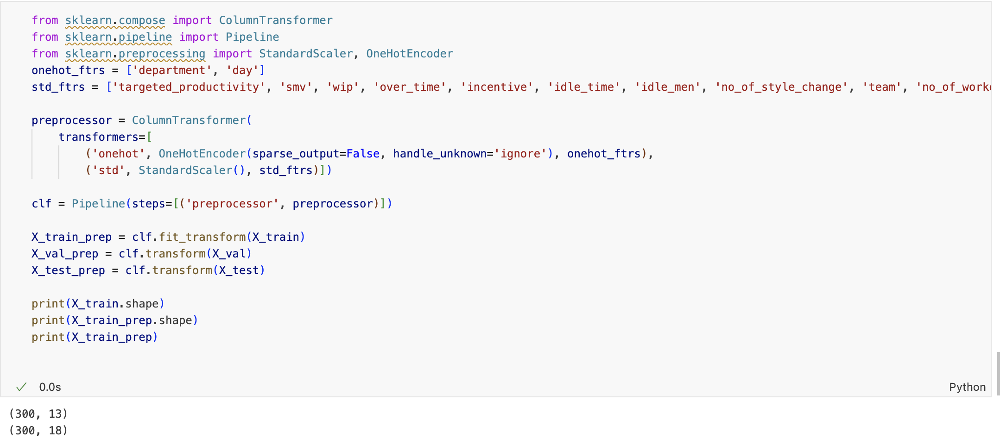 from sklearn.compose import ColumnTransformer
from sklearn.pipeline import Pipeline
from sklearn.preprocessing import StandardScaler, OneHotEncoder
onehot_ftrs = ['department', 'day']
std_ftrs = ['targeted_productivity', 'smv', 'wip', 'over_time', 'incentive', 'idle_time', 'idle_men', 'no_of_style_change', 'team', 'no_of_work
preprocessor = ColumnTransformer(
    transformers=[
        ('onehot', OneHotEncoder(sparse_output=False, handle_unknown='ignore'), onehot_ftrs),
        ('std', StandardScaler(), std_ftrs)])
clf = Pipeline(steps=[('preprocessor', preprocessor)])
X_train_prep = clf.fit_transform(X_train)
X_val_prep = clf.transform(X_val)
X_test_prep = clf.transform(X_test)
print(X_train.shape)
print(X_train_prep.shape)
print(X_train_prep)
0.0s
Python
(300, 13)
(300, 18)